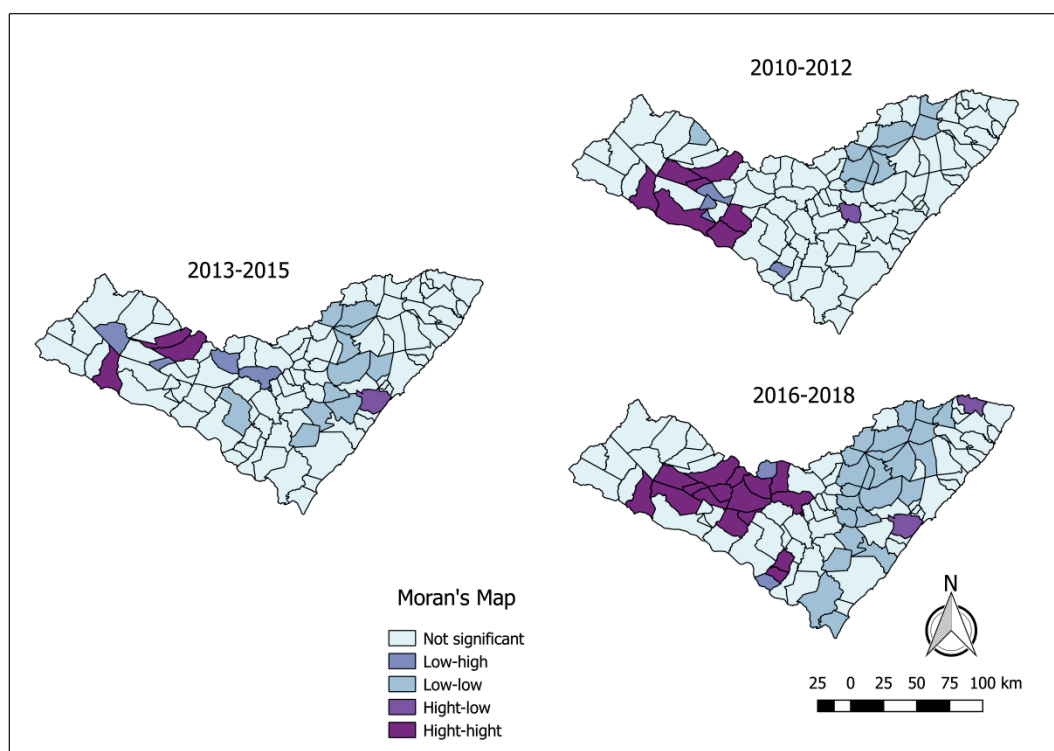 2010-2012
2013-2015
2016-2018
Moran's Map
Not significant
Low-high
Low-low
Hight-low
Hight-hight
N
25 0 25 50 75 100 km